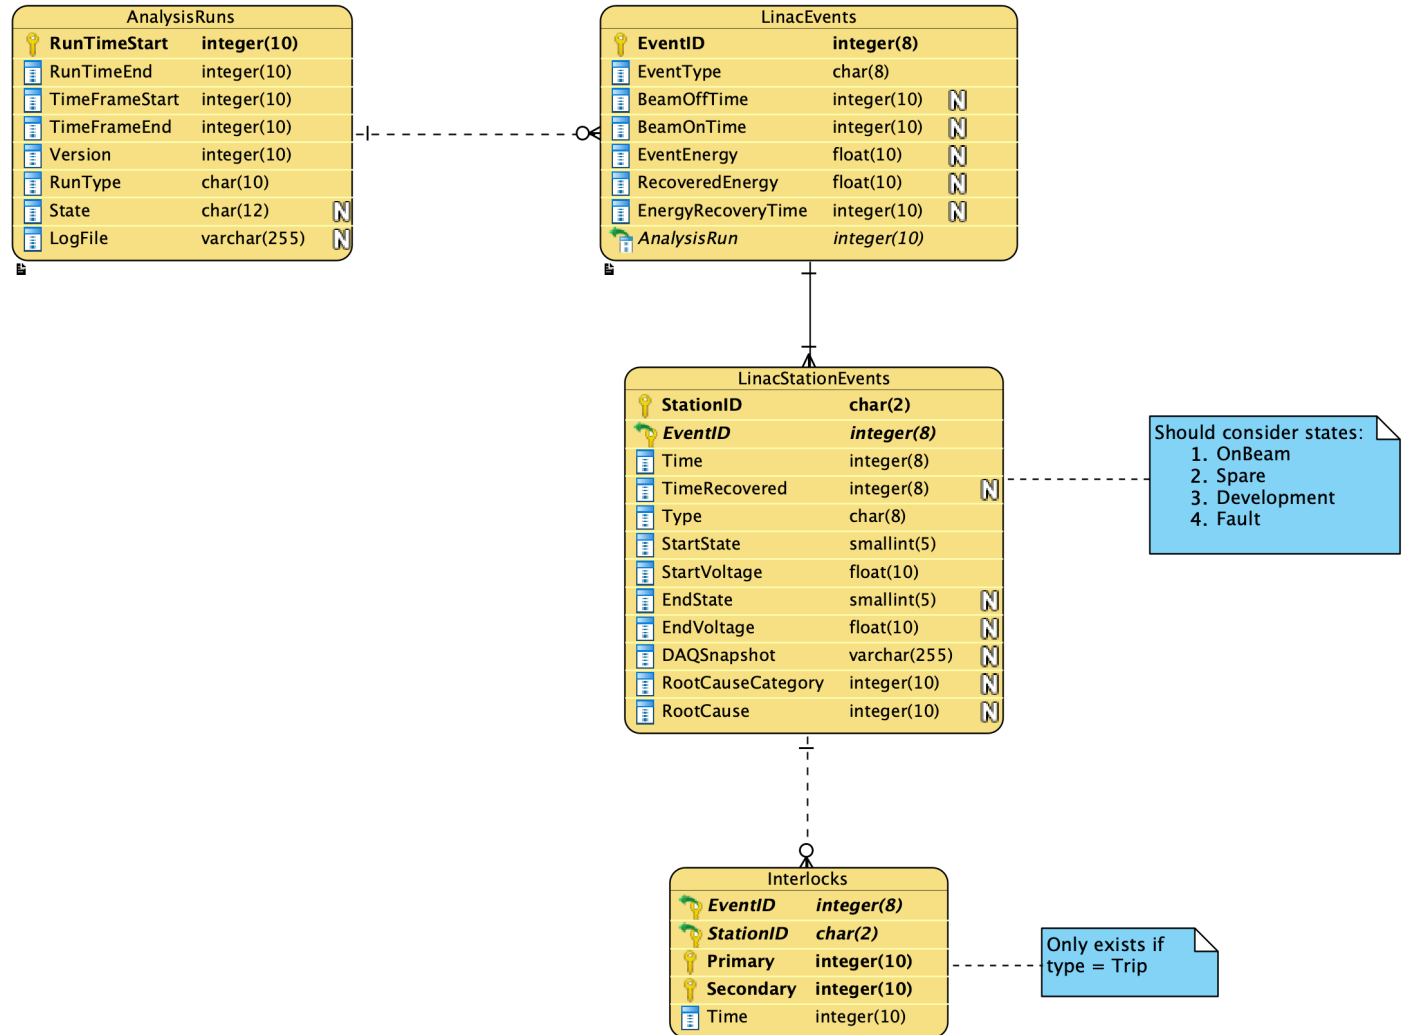 AnalysisRuns
RunTimeStart integer(10)
RunTimeEnd integer(10)
TimeFrameStart integer(10)
TimeFrameEnd integer(10)
Version integer(10)
RunType char(10)
State char(12) N
LogFile varchar(255) N
LinacEvents
EventID integer(8)
EventType char(8)
BeamOffTime integer(10) N
BeamOnTime integer(10) N
EventEnergy float(10) N
RecoveredEnergy float(10) N
EnergyRecoveryTime integer(10) N
AnalysisRun integer(10)
LinacStationEvents
StationID char(2)
EventID integer(8)
Time integer(8)
TimeRecovered integer(8) N
Type char(8)
StartState smallint(5)
StartVoltage float(10)
EndState smallint(5) N
EndVoltage float(10) N
DAQSnapshot varchar(255) N
RootCauseCategory integer(10) N
RootCause integer(10) N
Should consider states:
1. OnBeam
2. Spare
3. Development
4. Fault
Interlocks
EventID integer(8)
StationID char(2)
Primary integer(10)
Secondary integer(10)
Time integer(10)
Only exists if
type = Trip